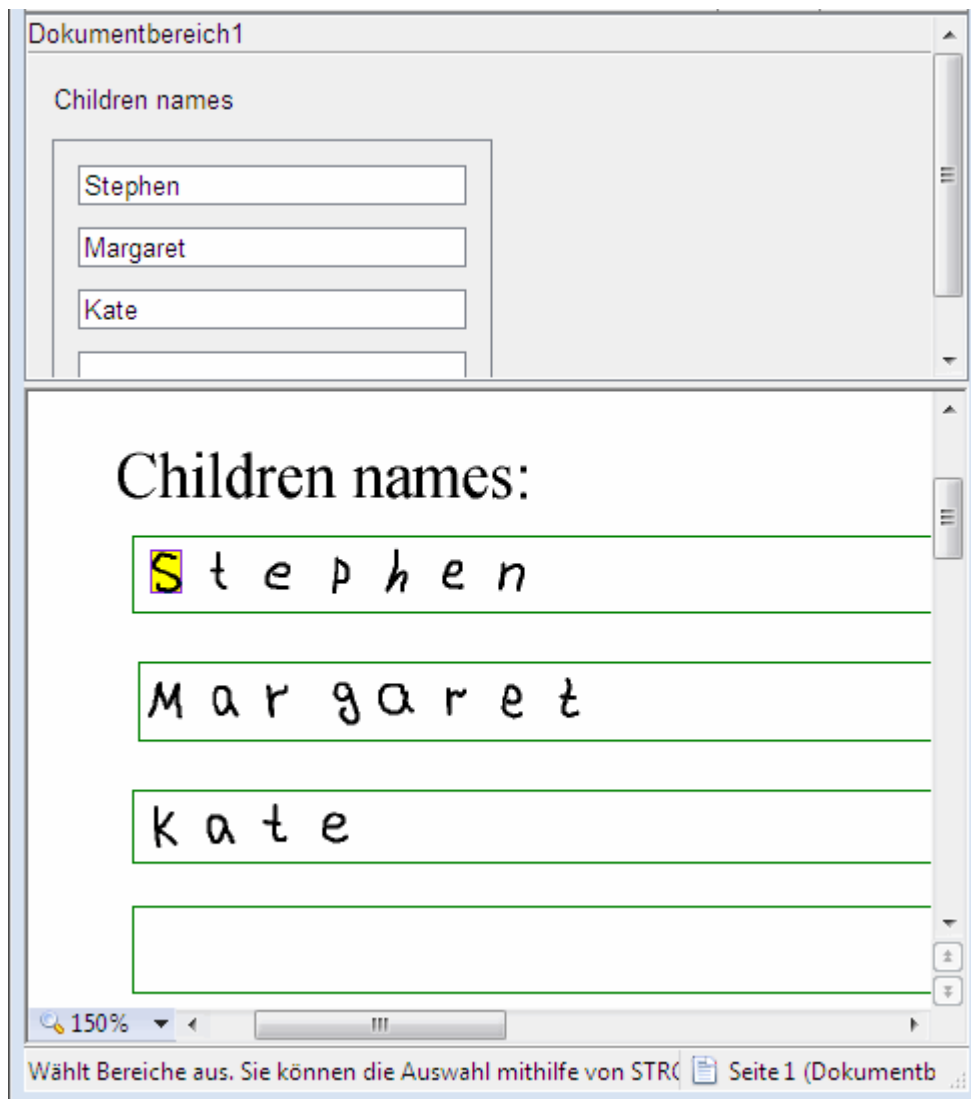 Dokumentbereich1
Children names
Stephen
Margaret
Kate
Children names:
Stephen
Margaret
Kate
150%
Wählt Bereiche aus. Sie können die Auswahl mithilfe von STRG Seite 1 (Dokumentb